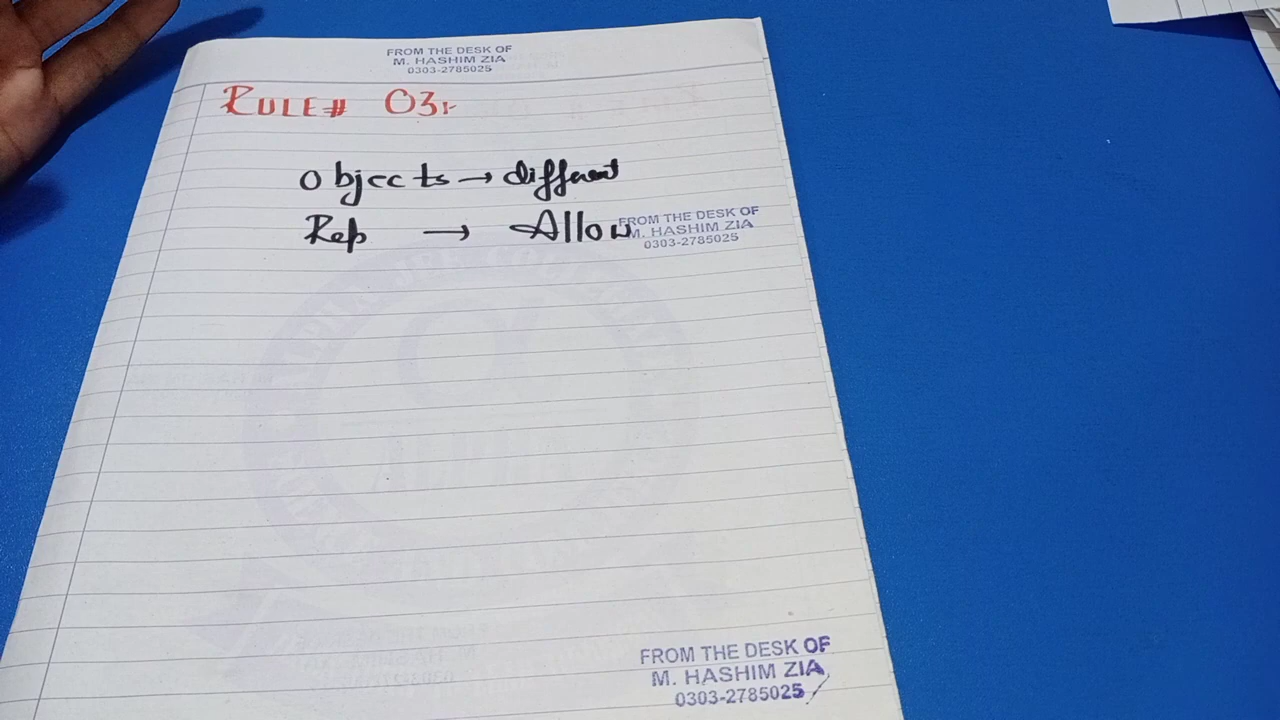 FROM THE DESK OF
M. HASHIM ZIA
0303-2785025
RULE# 03:-
Objects → different
Rep → Allow
FROM THE DESK OF
M. HASHIM ZIA
0303-2785025
FROM THE DESK OF
M. HASHIM ZIA
0303-2785025